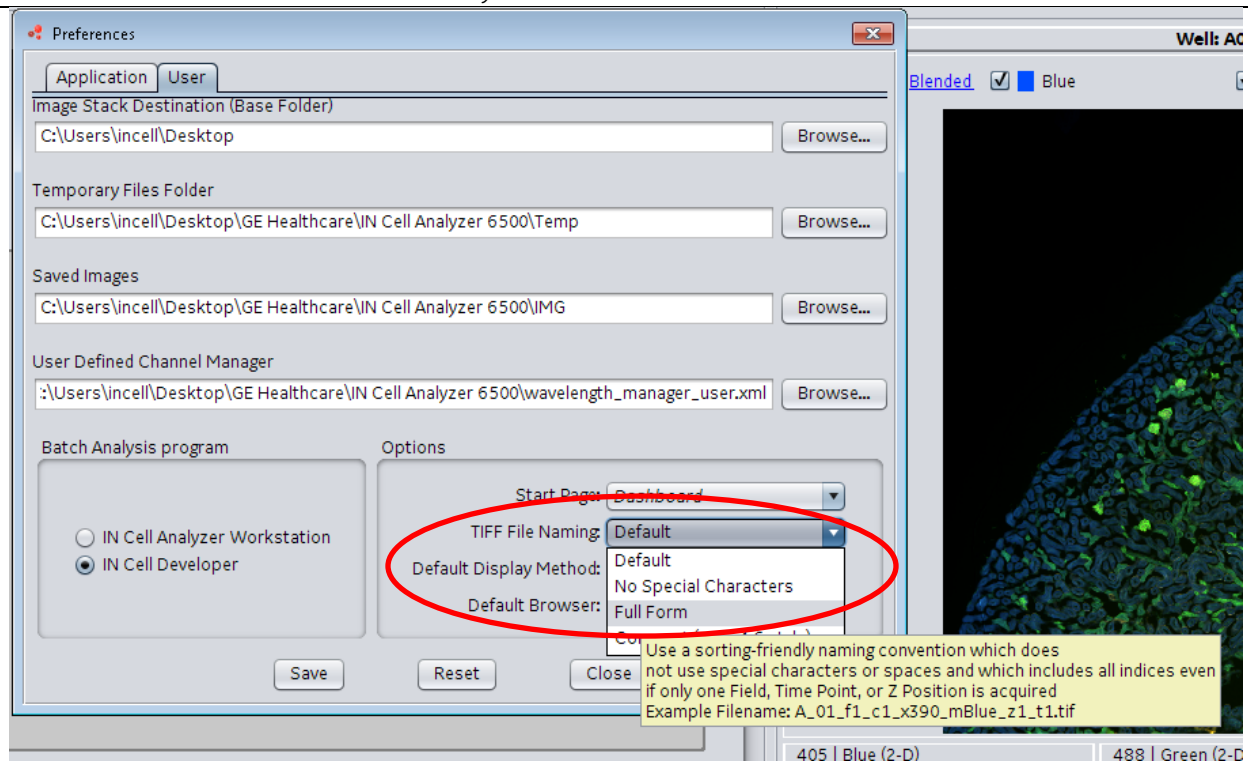 Preferences
Well: A0
Application
User
Blended
Blue
Image Stack Destination (Base Folder)
C:\Users\incell\Desktop
Browse...
Temporary Files Folder
C:\Users\incell\Desktop\GE Healthcare\IN Cell Analyzer 6500\Temp
Browse...
Saved Images
C:\Users\incell\Desktop\GE Healthcare\IN Cell Analyzer 6500\IMG
Browse...
User Defined Channel Manager
:\Users\incell\Desktop\GE Healthcare\IN Cell Analyzer 6500\wavelength_manager_user.xml
Browse...
Batch Analysis program
IN Cell Analyzer Workstation
IN Cell Developer
Options
Start Page: Dashboard
TIFF File Naming: Default
Default Display Method:
Default Browser:
Default
No Special Characters
Full Form
Use a sorting-friendly naming convention which does
not use special characters or spaces and which includes all indices even
if only one Field, Time Point, or Z Position is acquired
Example Filename: A_01_f1_c1_x390_mBlue_z1_t1.tif
Save
Reset
Close
405 | Blue (2-D)
488 | Green (2-D